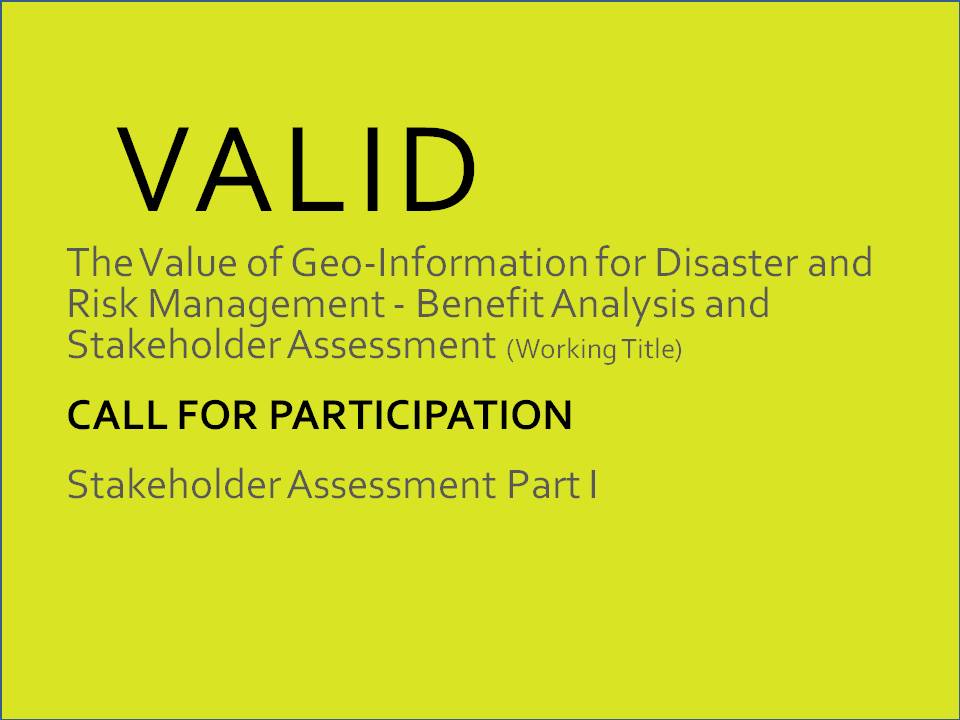 VALID
The Value of Geo-Information for Disaster and
Risk Management - Benefit Analysis and
Stakeholder Assessment (Working Title)
CALL FOR PARTICIPATION
Stakeholder Assessment Part I